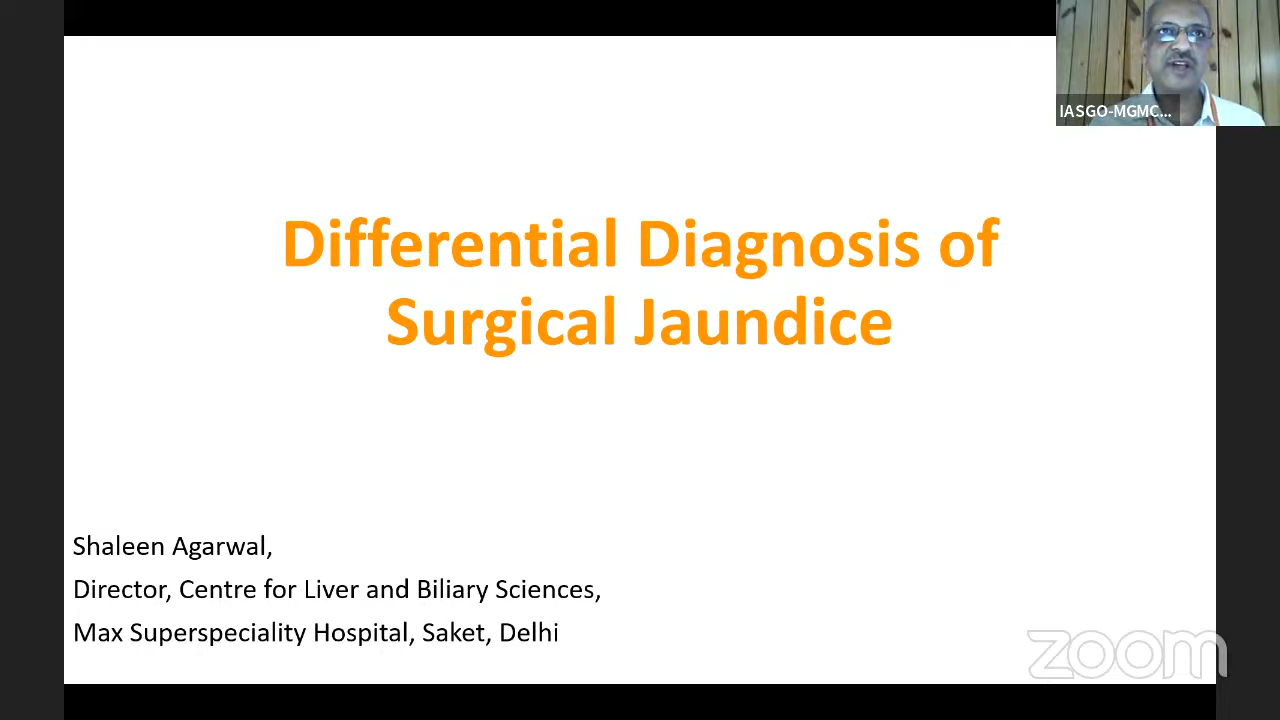 IASGO-MGMC...
Differential Diagnosis of
Surgical Jaundice
Shaleen Agarwal,
Director, Centre for Liver and Biliary Sciences,
Max Superspeciality Hospital, Saket, Delhi
zoom